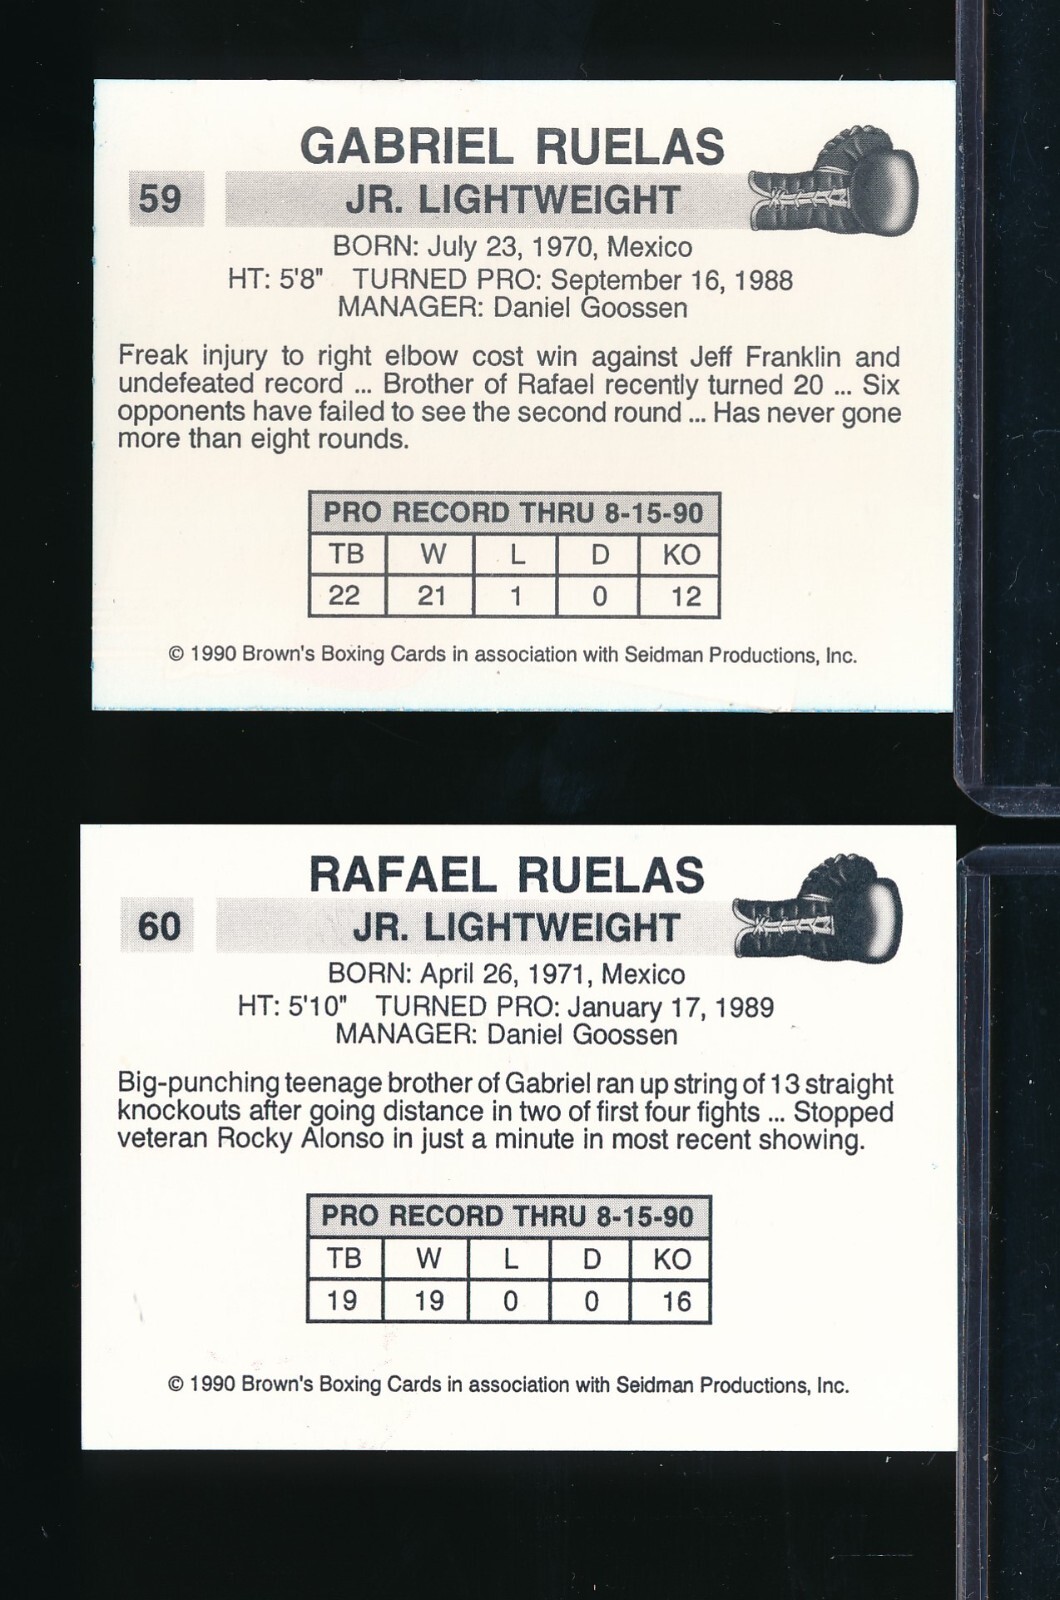 GABRIEL RUELAS
59 JR. LIGHTWEIGHT
BORN: July 23, 1970, Mexico
HT: 5'8" TURNED PRO: September 16, 1988
MANAGER: Daniel Goossen
Freak injury to right elbow cost win against Jeff Franklin and
undefeated record ... Brother of Rafael recently turned 20 ... Six
opponents have failed to see the second round ... Has never gone
more than eight rounds.
PRO RECORD THRU 8-15-90
TB W L D KO
22 21 1 0 12
© 1990 Brown's Boxing Cards in association with Seidman Productions, Inc.
RAFAEL RUELAS
60 JR. LIGHTWEIGHT
BORN: April 26, 1971, Mexico
HT: 5'10" TURNED PRO: January 17, 1989
MANAGER: Daniel Goossen
Big-punching teenage brother of Gabriel ran up string of 13 straight
knockouts after going distance in two of first four fights ... Stopped
veteran Rocky Alonso in just a minute in most recent showing.
PRO RECORD THRU 8-15-90
TB W L D KO
19 19 0 0 16
© 1990 Brown's Boxing Cards in association with Seidman Productions, Inc.